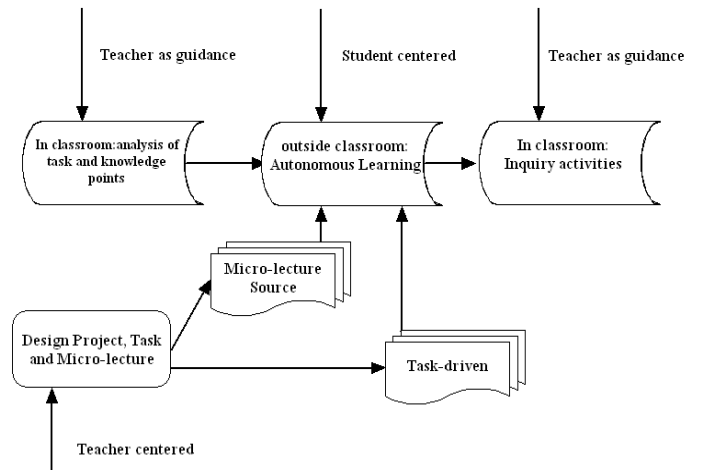 Teacher as guidance
Student centered
Teacher as guidance
In classroom:analysis of
task and knowledge
points
outside classroom:
Autonomous Learning
In classroom:
Inquiry activities
Micro-lecture
Source
Design Project, Task
and Micro-lecture
Task-driven
Teacher centered